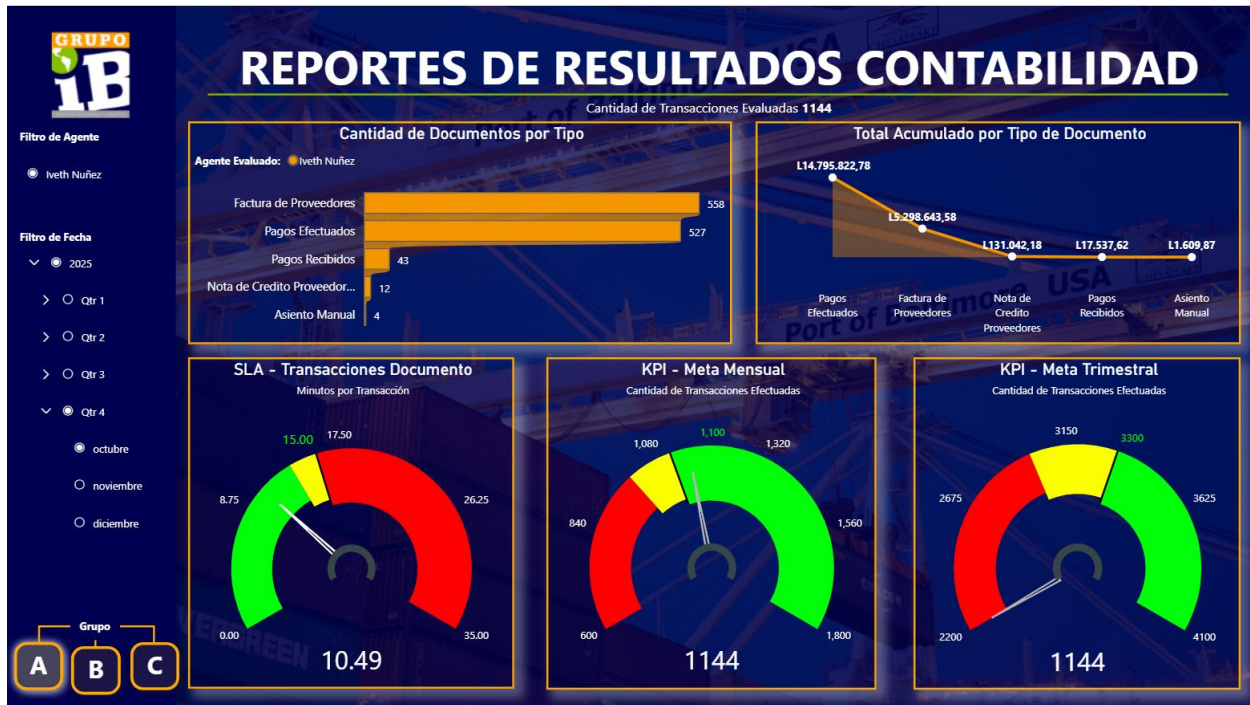 GRUPO
iB
REPORTES DE RESULTADOS CONTABILIDAD
Cantidad de Transacciones Evaluadas 1144
Filtro de Agente
Iveth Nuñez
Filtro de Fecha
2025
Qtr 1
Qtr 2
Qtr 3
Qtr 4
octubre
noviembre
diciembre
Grupo
A
B
C
Cantidad de Documentos por Tipo
Agente Evaluado: Iveth Nuñez
Factura de Proveedores 558
Pagos Efectuados 527
Pagos Recibidos 43
Nota de Credito Proveedor... 12
Asiento Manual 4
Total Acumulado por Tipo de Documento
L14.795.822,78
L5.298.643,58
L131.042,18
L17.537,62
L1.609,87
Pagos Efectuados
Factura de Proveedores
Nota de Credito Proveedores
Pagos Recibidos
Asiento Manual
SLA - Transacciones Documento
Minutos por Transacción
0.00
8.75
15.00
17.50
26.25
35.00
10.49
KPI - Meta Mensual
Cantidad de Transacciones Efectuadas
600
840
1,080
1,100
1,320
1,560
1,800
1144
KPI - Meta Trimestral
Cantidad de Transacciones Efectuadas
2200
2675
3150
3300
3625
4100
1144
Port of Baltimore USA
EVERGREEN